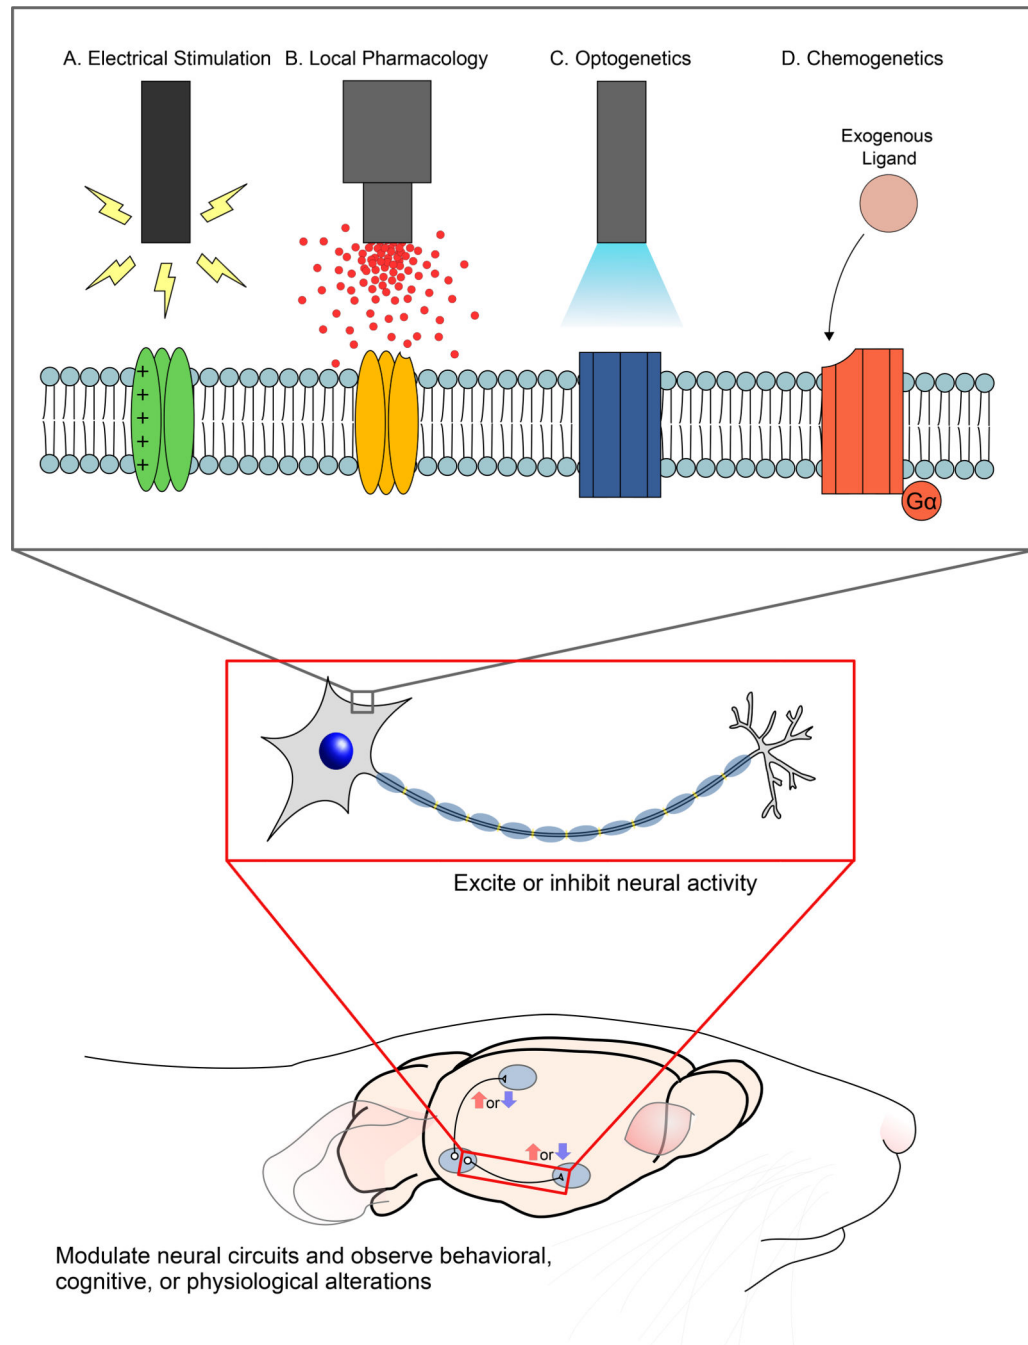 A. Electrical Stimulation
B. Local Pharmacology
C. Optogenetics
D. Chemogenetics
Exogenous
Ligand
+
+
+
+
+
Gα
Excite or inhibit neural activity
or
or
Modulate neural circuits and observe behavioral,
cognitive, or physiological alterations